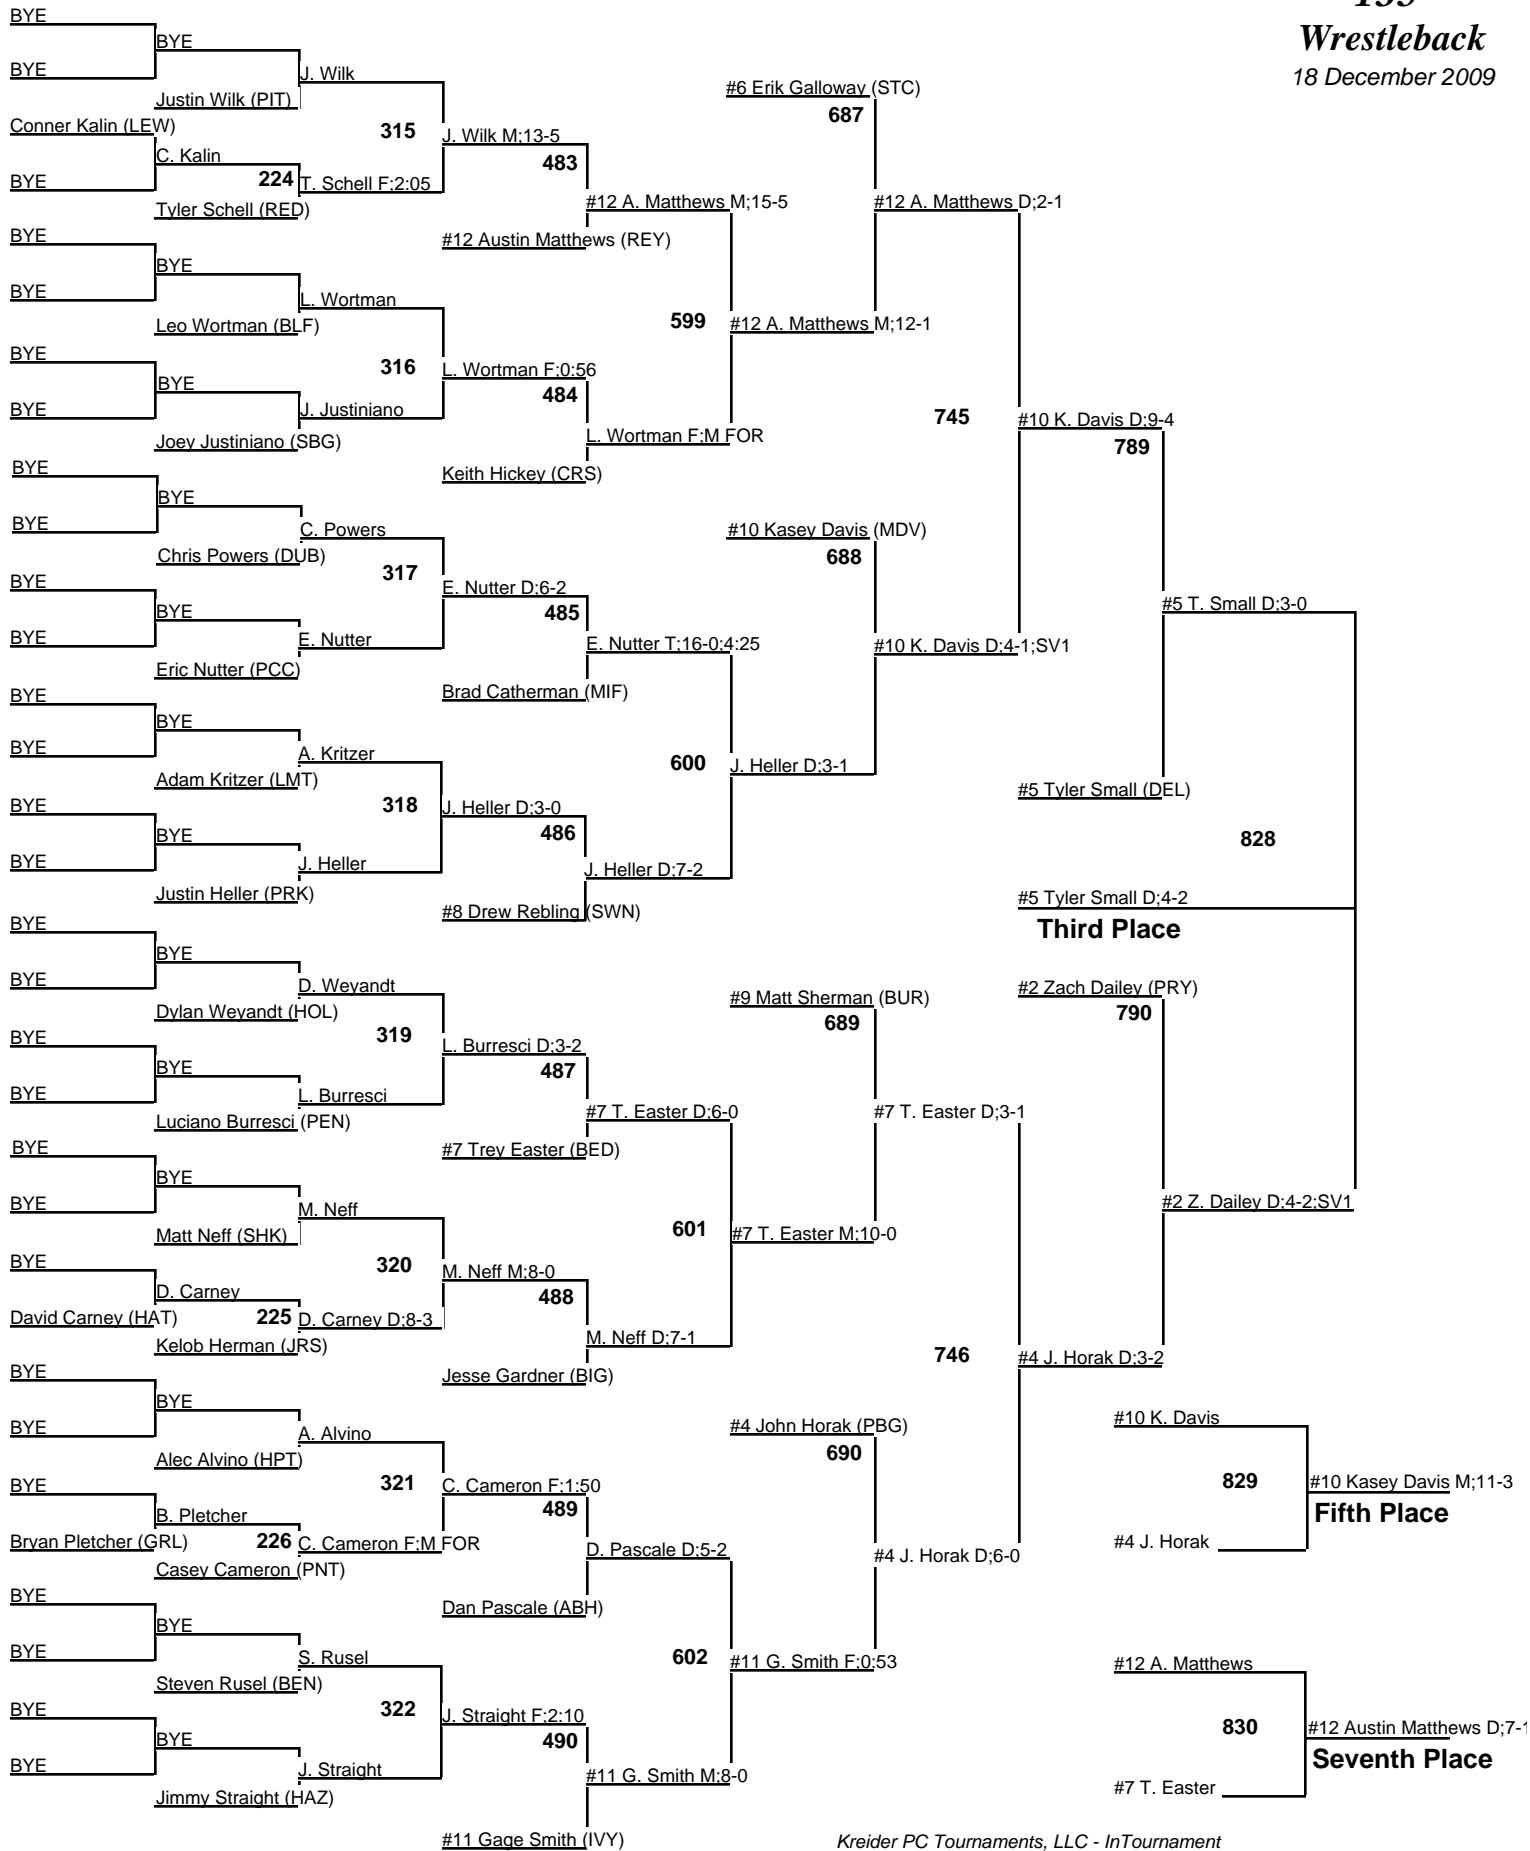 Wrestleback
18 December 2009
BYE
BYE
BYE
J. Wilk
Justin Wilk (PIT)
Conner Kalin (LEW)
315
J. Wilk M;13-5
C. Kalin
483
BYE
224
T. Schell F;2:05
Tyler Schell (RED)
#12 A. Matthews M;15-5
#12 Austin Matthews (REY)
#6 Erik Galloway (STC)
687
#12 A. Matthews D;2-1
BYE
BYE
BYE
L. Wortman
Leo Wortman (BLF)
599
#12 A. Matthews M;12-1
BYE
316
L. Wortman F;0:56
BYE
484
BYE
J. Justiniano
Joey Justiniano (SBG)
L. Wortman F;M FOR
Keith Hickey (CRS)
745
#10 K. Davis D;9-4
789
BYE
BYE
BYE
C. Powers
Chris Powers (DUB)
#10 Kasey Davis (MDV)
688
317
E. Nutter D;6-2
BYE
BYE
485
BYE
E. Nutter
E. Nutter T;16-0;4:25
#10 K. Davis D;4-1;SV1
Eric Nutter (PCC)
Brad Catherman (MIF)
#5 T. Small D;3-0
BYE
BYE
BYE
A. Kritzer
Adam Kritzer (LMT)
600
J. Heller D;3-1
#5 Tyler Small (DEL)
BYE
318
J. Heller D;3-0
BYE
486
BYE
J. Heller
J. Heller D;7-2
Justin Heller (PRK)
#8 Drew Rebling (SWN)
828
#5 Tyler Small D;4-2
Third Place
BYE
BYE
BYE
D. Weyandt
Dylan Weyandt (HOL)
#9 Matt Sherman (BUR)
689
#2 Zach Dailey (PRY)
790
BYE
319
L. Burresci D;3-2
BYE
487
BYE
L. Burresci
Luciano Burresci (PEN)
#7 T. Easter D;6-0
#7 T. Easter D;3-1
#7 Trey Easter (BED)
BYE
BYE
BYE
M. Neff
Matt Neff (SHK)
601
#7 T. Easter M;10-0
#2 Z. Dailey D;4-2;SV1
BYE
320
M. Neff M;8-0
D. Carney
488
David Carney (HAT)
225
D. Carney D;8-3
Kelob Herman (JRS)
M. Neff D;7-1
Jesse Gardner (BIG)
746
#4 J. Horak D;3-2
BYE
BYE
BYE
A. Alvino
Alec Alvino (HPT)
#4 John Horak (PBG)
690
#10 K. Davis
829
#10 Kasey Davis M;11-3
Fifth Place
#4 J. Horak
BYE
321
C. Cameron F;1:50
B. Pletcher
489
Bryan Pletcher (GRL)
226
C. Cameron F;M FOR
Casey Cameron (PNT)
D. Pascale D;5-2
#4 J. Horak D;6-0
Dan Pascale (ABH)
BYE
BYE
BYE
S. Rusel
Steven Rusel (BEN)
602
#11 G. Smith F;0:53
#12 A. Matthews
BYE
322
J. Straight F;2:10
BYE
490
BYE
J. Straight
Jimmy Straight (HAZ)
#11 G. Smith M;8-0
#11 Gage Smith (IVY)
830
#12 Austin Matthews D;7-1
Seventh Place
#7 T. Easter
Kreider PC Tournaments, LLC - InTournament